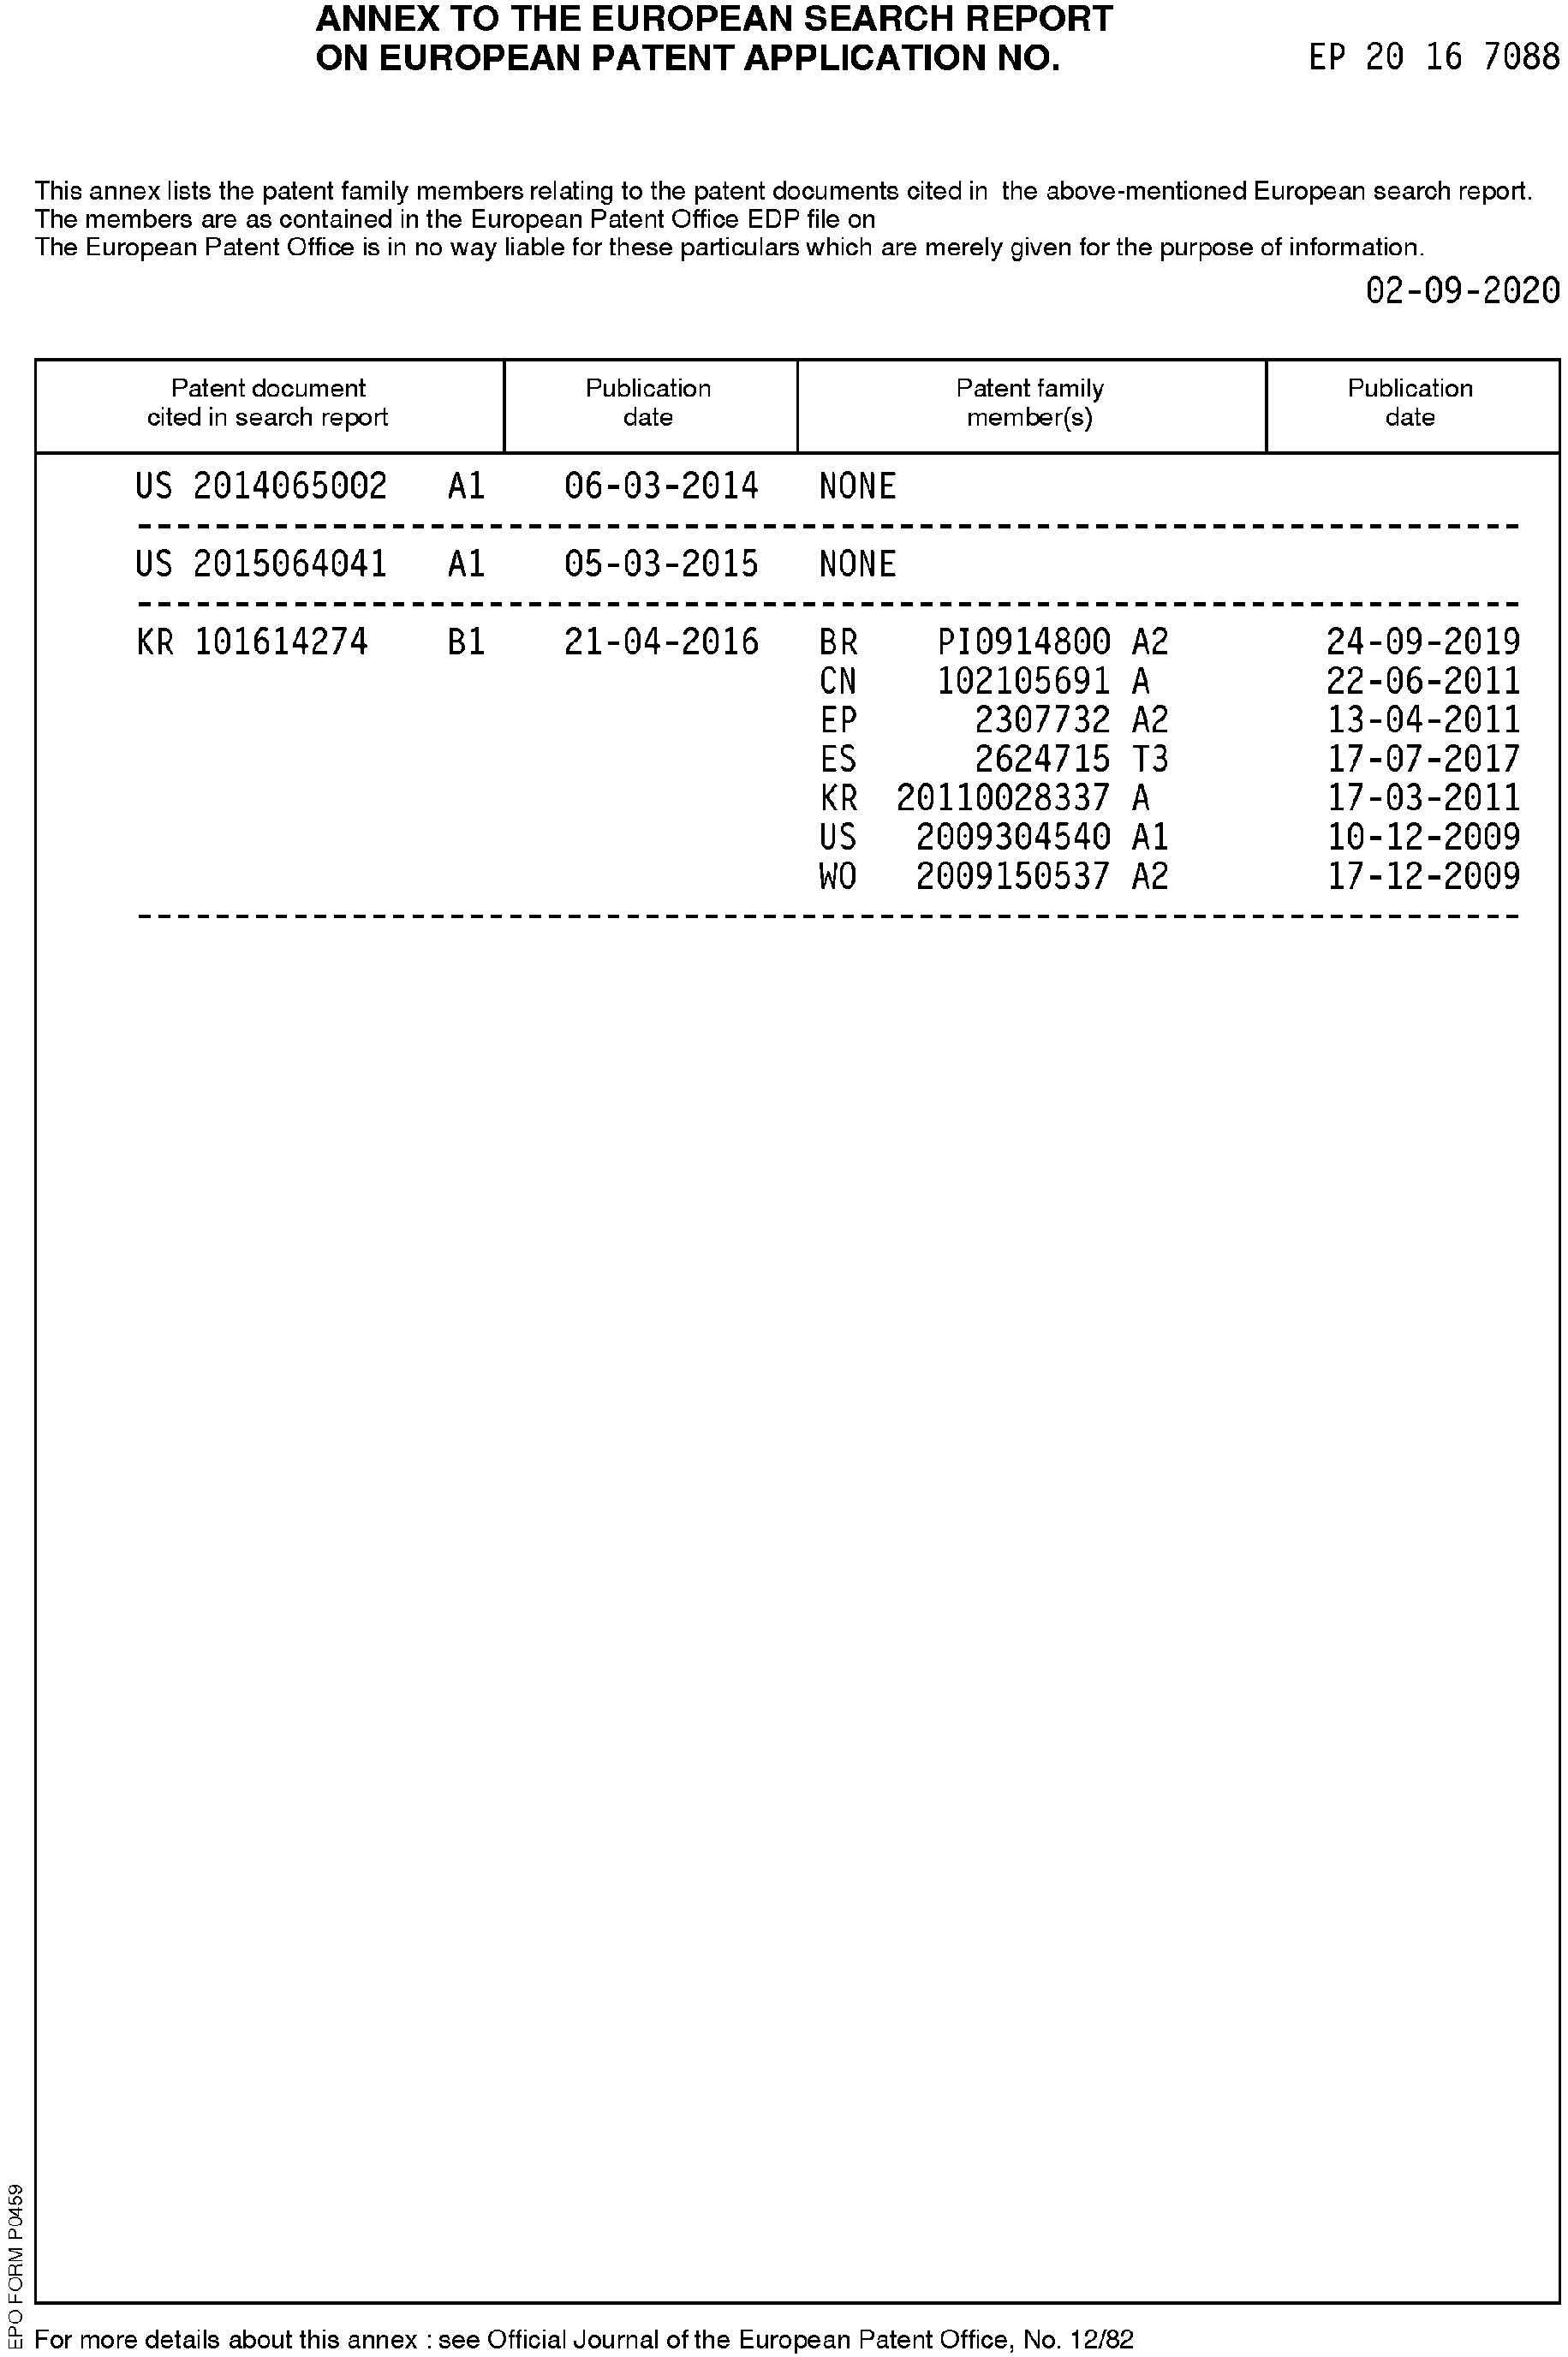 ANNEX TO THE EUROPEAN SEARCH REPORT
ON EUROPEAN PATENT APPLICATION NO. EP 20 16 7088
This annex lists the patent family members relating to the patent documents cited in the above-mentioned European search report.
The members are as contained in the European Patent Office EDP file on
The European Patent Office is in no way liable for these particulars which are merely given for the purpose of information.
02-09-2020
Patent document cited in search report | Publication date | Patent family member(s) | Publication date
US 2014065002 A1 06-03-2014 NONE
US 2015064041 A1 05-03-2015 NONE
KR 101614274 B1 21-04-2016 BR PI0914800 A2 24-09-2019
CN 102105691 A 22-06-2011
EP 2307732 A2 13-04-2011
ES 2624715 T3 17-07-2017
KR 20110028337 A 17-03-2011
US 2009304540 A1 10-12-2009
WO 2009150537 A2 17-12-2009
EPO FORM P0459
For more details about this annex : see Official Journal of the European Patent Office, No. 12/82